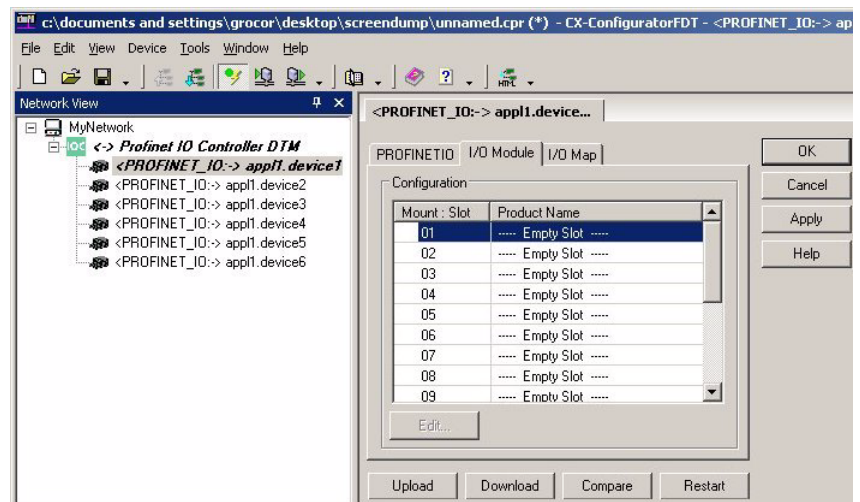 c:\documents and settings\grocor\desktop\screendump\unnamed.cpr (*) - CX-ConfiguratorFDT - <PROFINET_IO:-> ap
File Edit View Device Tools Window Help
Network View
MyNetwork
<-> Profinet IO Controller DTM
<PROFINET_IO:-> appl1.device1
<PROFINET_IO:-> appl1.device2
<PROFINET_IO:-> appl1.device3
<PROFINET_IO:-> appl1.device4
<PROFINET_IO:-> appl1.device5
<PROFINET_IO:-> appl1.device6
<PROFINET_IO:-> appl1.device...
PROFINETIO I/O Module I/O Map
Configuration
Mount : Slot Product Name
01 ----- Empty Slot -----
02 ----- Empty Slot -----
03 ----- Empty Slot -----
04 ----- Empty Slot -----
05 ----- Empty Slot -----
06 ----- Empty Slot -----
07 ----- Empty Slot -----
08 ----- Empty Slot -----
09 ----- Empty Slot -----
Edit...
Upload Download Compare Restart
OK
Cancel
Apply
Help